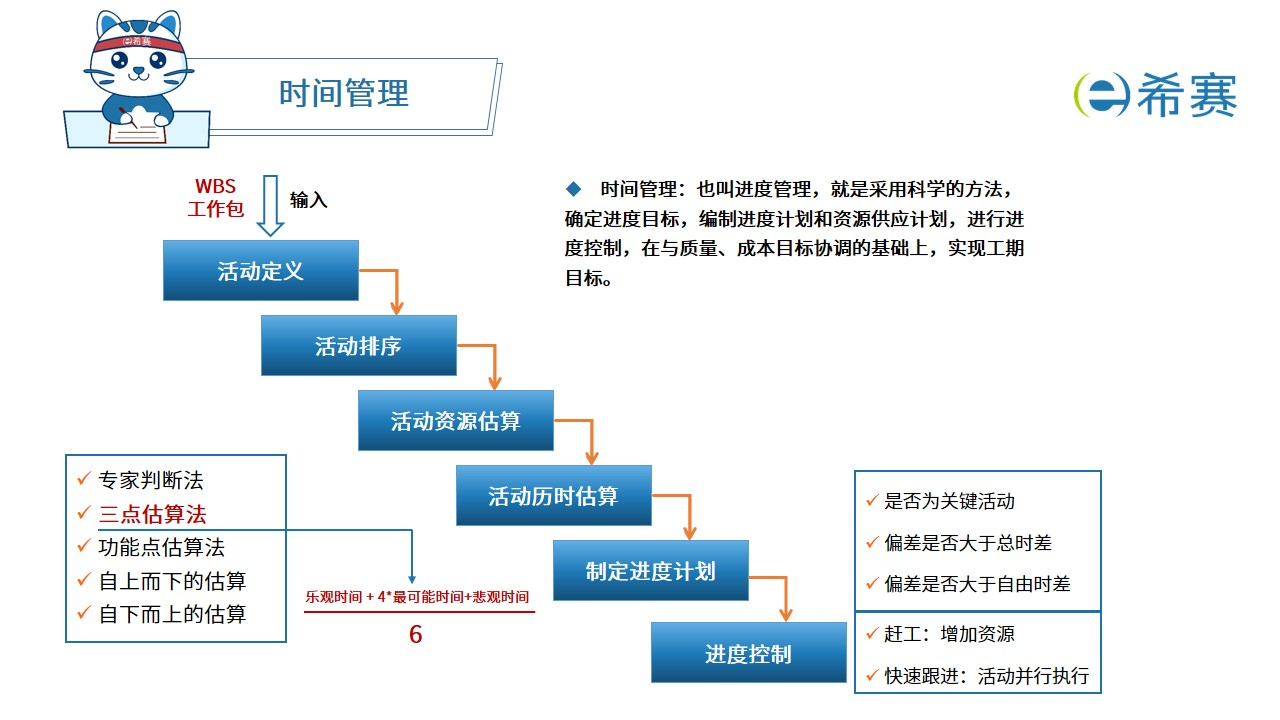 希赛
时间管理
希赛
WBS
工作包
输入
◆ 时间管理：也叫进度管理，就是采用科学的方法，
确定进度目标，编制进度计划和资源供应计划，进行进
度控制，在与质量、成本目标协调的基础上，实现工期
目标。
活动定义
活动排序
活动资源估算
活动历时估算
制定进度计划
进度控制
✓ 专家判断法
✓ 三点估算法
✓ 功能点估算法
✓ 自上而下的估算
✓ 自下而上的估算
乐观时间 + 4*最可能时间+悲观时间
6
✓ 是否为关键活动
✓ 偏差是否大于总时差
✓ 偏差是否大于自由时差
✓ 赶工：增加资源
✓ 快速跟进：活动并行执行